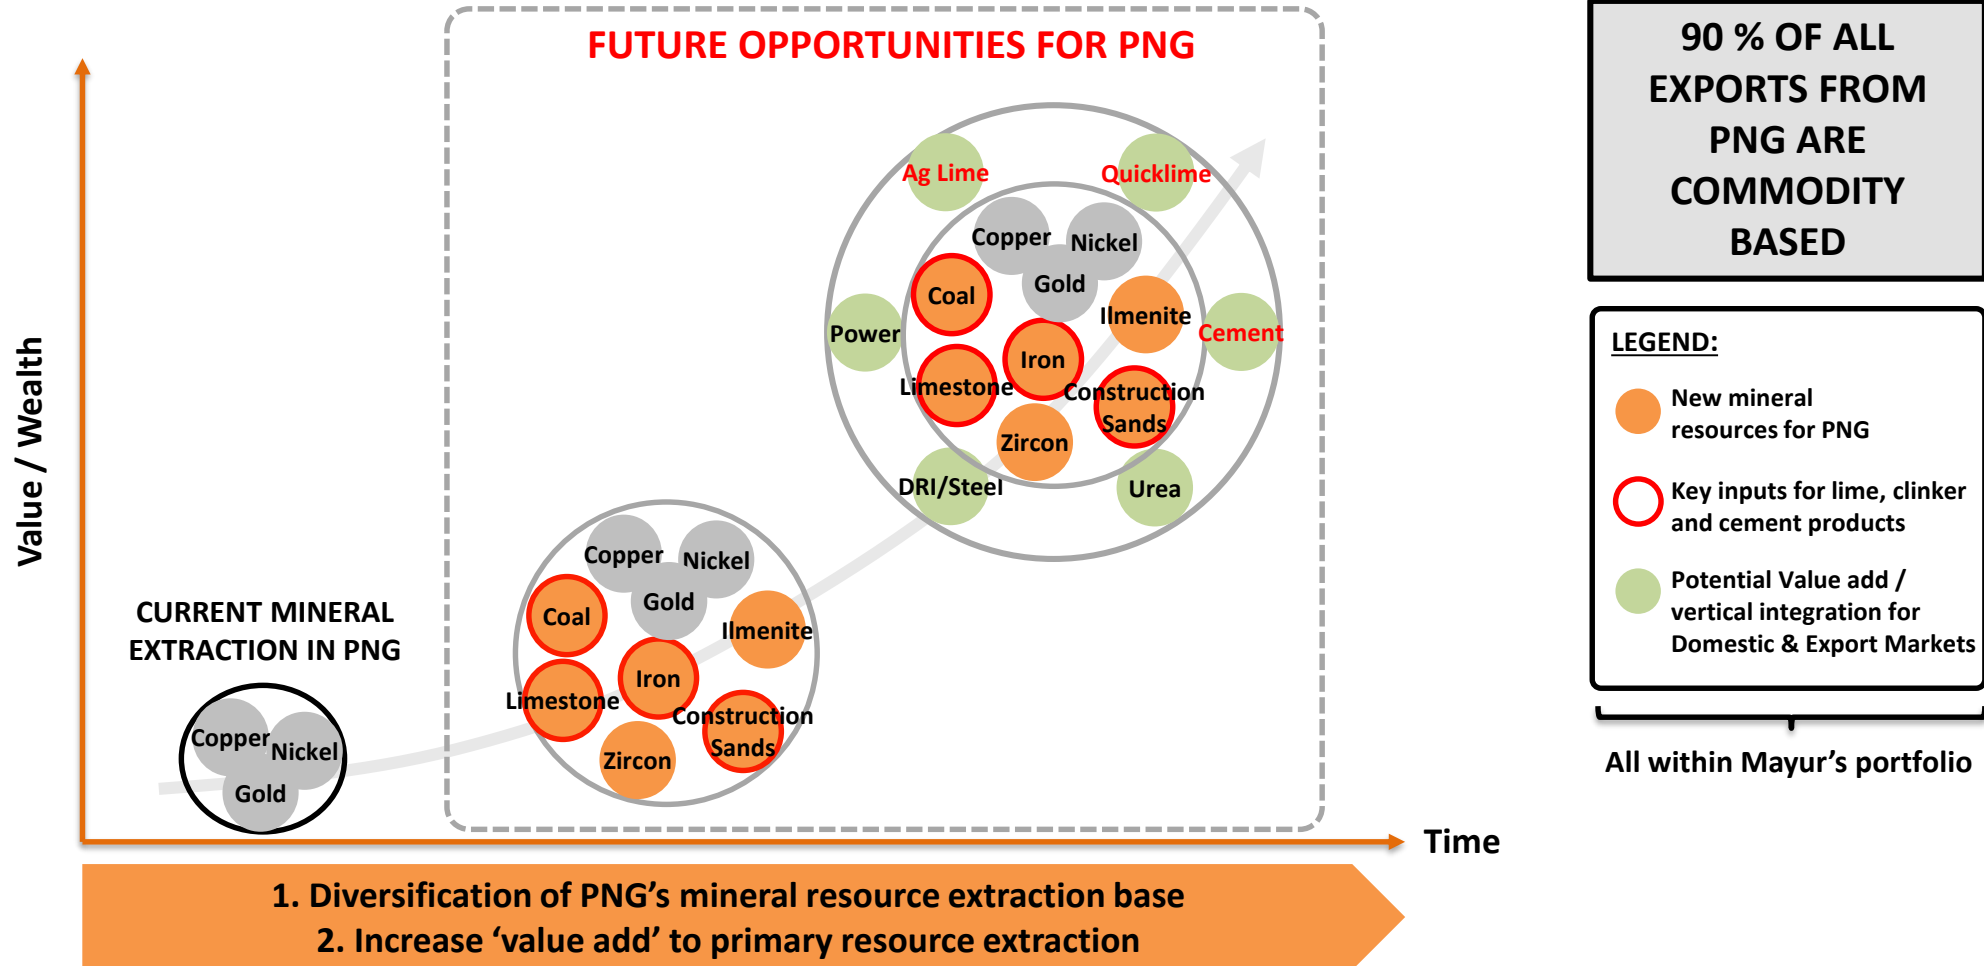 FUTURE OPPORTUNITIES FOR PNG
90 % OF ALL
EXPORTS FROM
PNG ARE
COMMODITY
BASED
Value / Wealth
Ag Lime
Quicklime
Copper
Nickel
Gold
Coal
Ilmenite
Power
Cement
Iron
Limestone
Construction
Sands
Zircon
DRI/Steel
Urea
LEGEND:
New mineral
resources for PNG
Key inputs for lime, clinker
and cement products
Potential Value add /
vertical integration for
Domestic & Export Markets
All within Mayur's portfolio
Copper
Nickel
Gold
Coal
Ilmenite
Iron
Limestone
Construction
Sands
Zircon
CURRENT MINERAL
EXTRACTION IN PNG
Copper
Nickel
Gold
Time
1. Diversification of PNG's mineral resource extraction base
2. Increase 'value add' to primary resource extraction